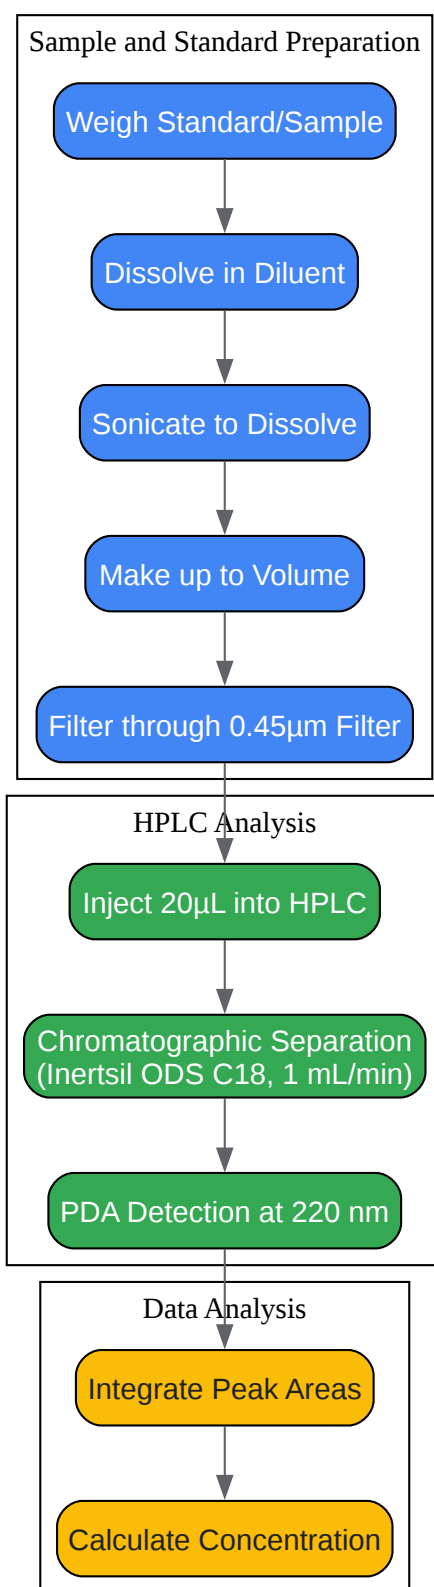 Sample and Standard Preparation
Weigh Standard/Sample
Dissolve in Diluent
Sonicate to Dissolve
Make up to Volume
Filter through 0.45µm Filter
HPLC Analysis
Inject 20µL into HPLC
Chromatographic Separation
(Inertsil ODS C18, 1 mL/min)
PDA Detection at 220 nm
Data Analysis
Integrate Peak Areas
Calculate Concentration